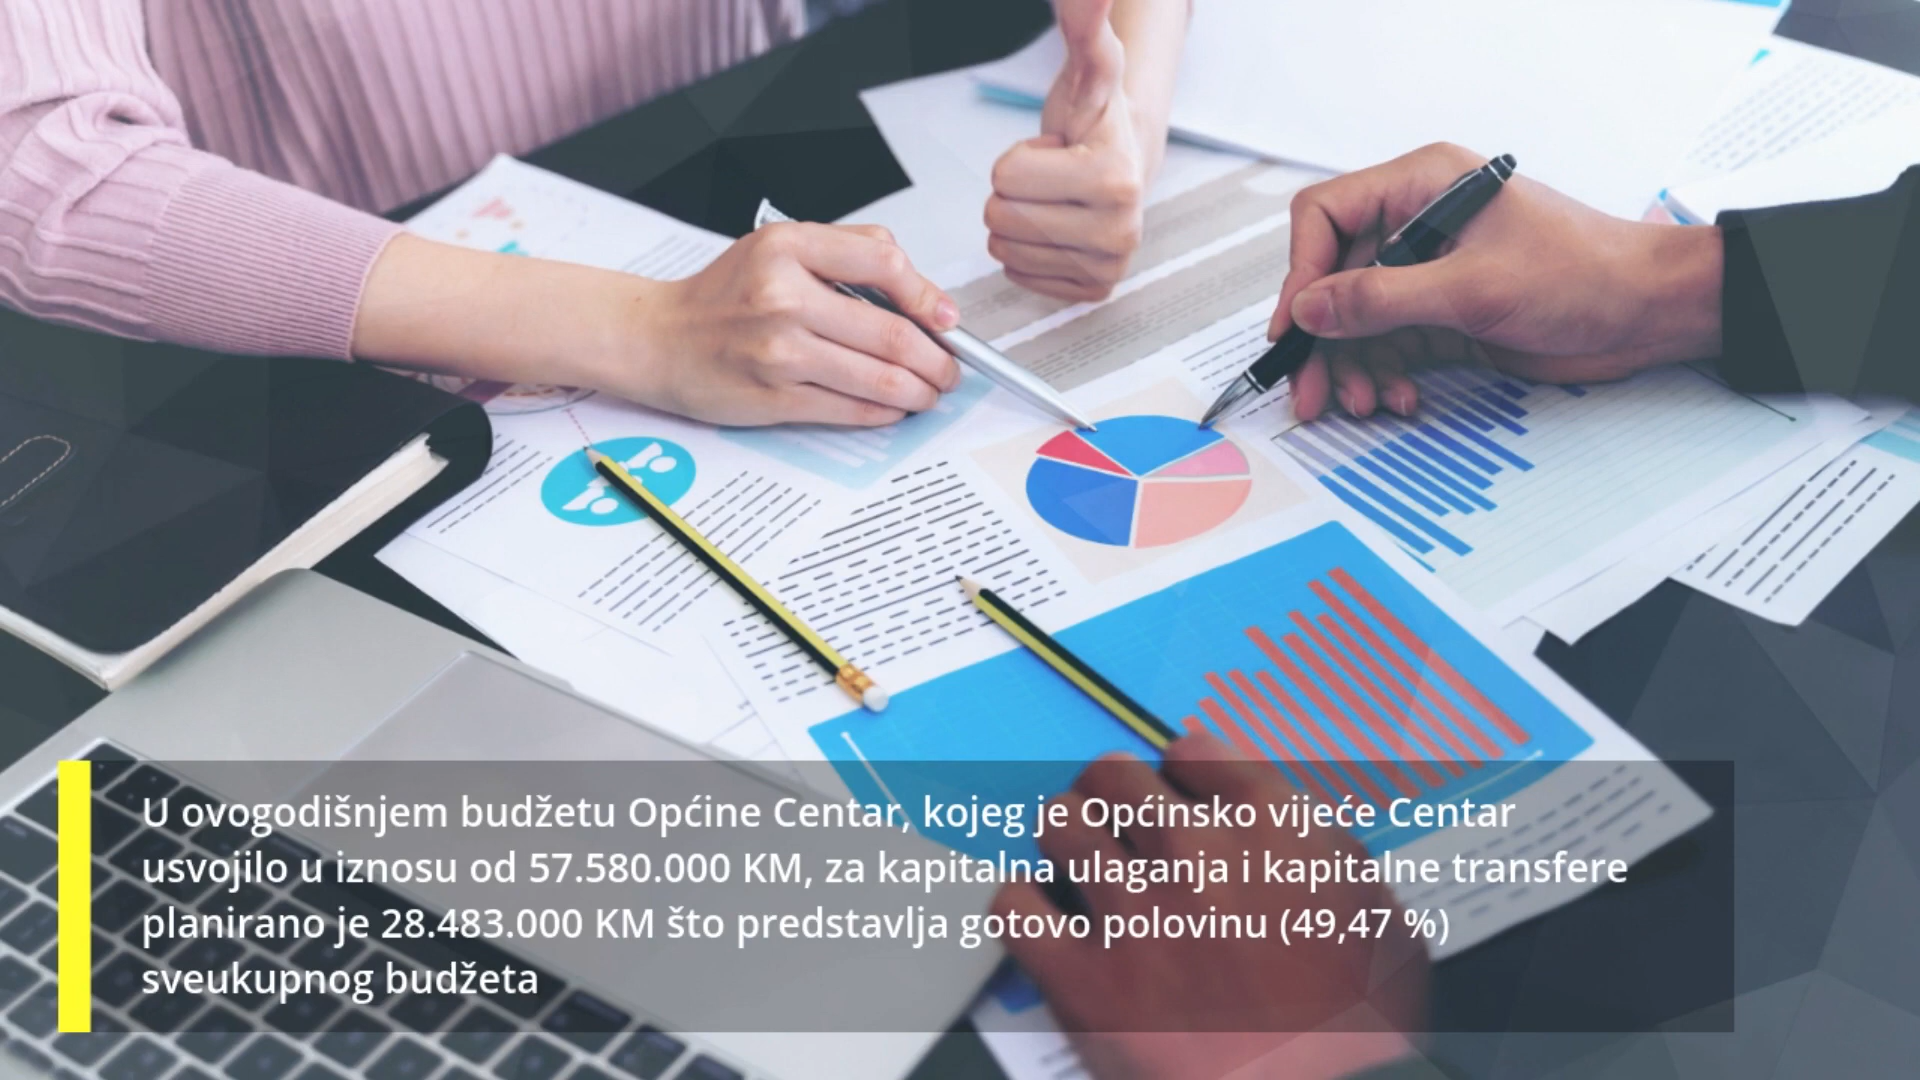 U ovogodišnjem budžetu Općine Centar, kojeg je Općinsko vijeće Centar
usvojilo u iznosu od 57.580.000 KM, za kapitalna ulaganja i kapitalne transfere
planirano je 28.483.000 KM što predstavlja gotovo polovinu (49,47 %)
sveukupnog budžeta